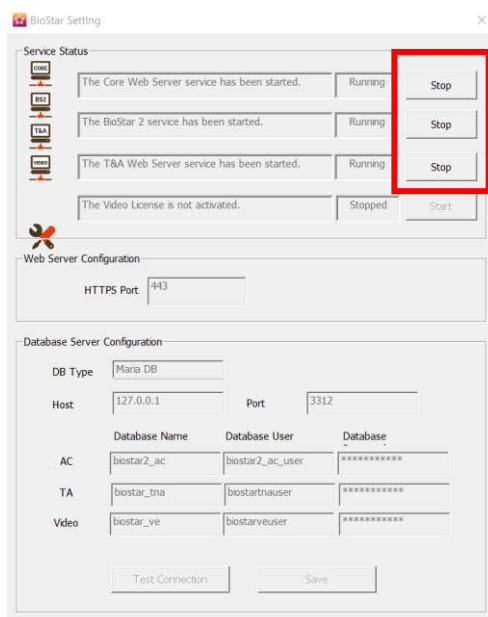 BioStar Setting
Service Status
CORE
The Core Web Server service has been started. Running Stop
BS2
The BioStar 2 service has been started. Running Stop
T&A
The T&A Web Server service has been started. Running Stop
VIDEO
The Video License is not activated. Stopped Start
Web Server Configuration
HTTPS Port 443
Database Server Configuration
DB Type Maria DB
Host 127.0.0.1 Port 3312
Database Name Database User Database
AC biostar2_ac biostar2_ac_user ***********
TA biostar_tna biostartnauser ***********
Video biostar_ve biostarveuser ***********
Test Connection Save